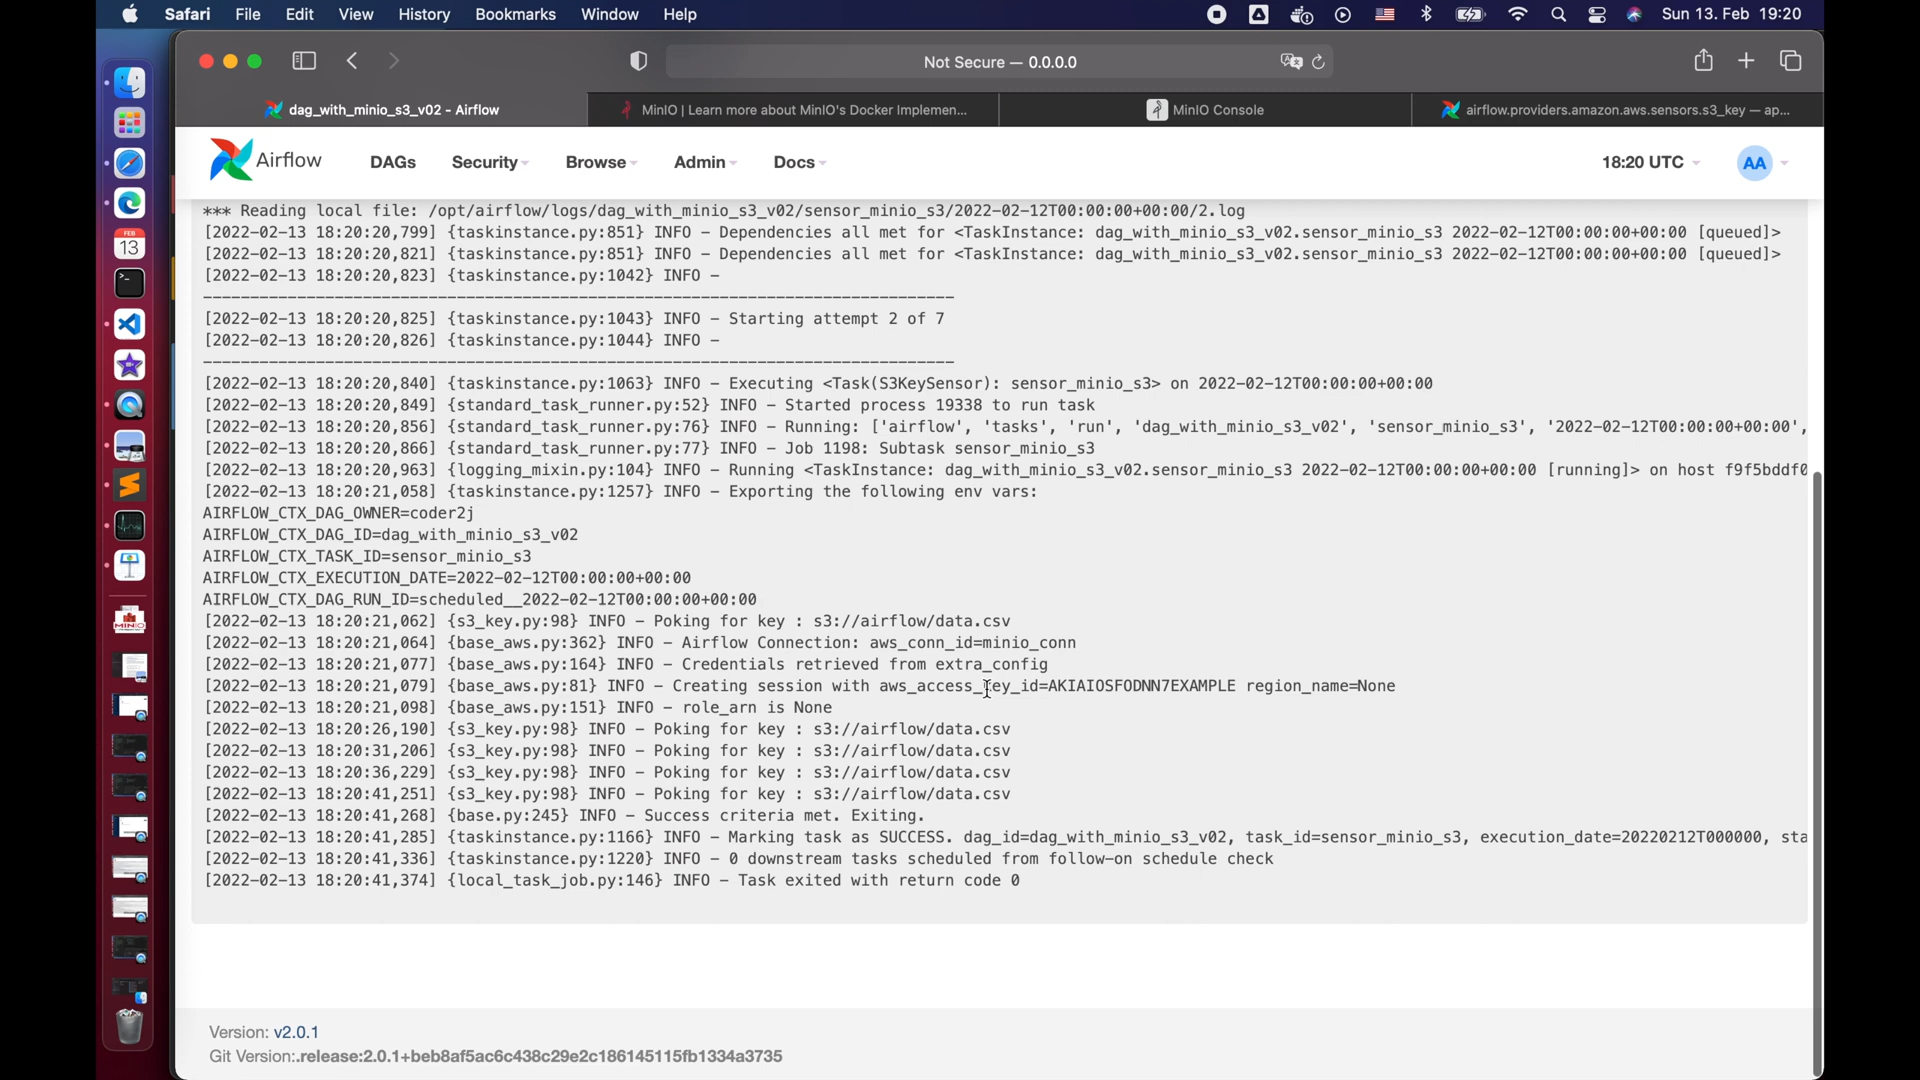 Safari File Edit View History Bookmarks Window Help Sun 13. Feb 19:20
Not Secure — 0.0.0.0
dag_with_minio_s3_v02 - Airflow
MinIO | Learn more about MinIO's Docker Implemen...
MinIO Console
airflow.providers.amazon.aws.sensors.s3_key — ap...
Airflow DAGs Security Browse Admin Docs 18:20 UTC AA
*** Reading local file: /opt/airflow/logs/dag_with_minio_s3_v02/sensor_minio_s3/2022-02-12T00:00:00+00:00/2.log
[2022-02-13 18:20:20,799] {taskinstance.py:851} INFO - Dependencies all met for <TaskInstance: dag_with_minio_s3_v02.sensor_minio_s3 2022-02-12T00:00:00+00:00 [queued]>
[2022-02-13 18:20:20,821] {taskinstance.py:851} INFO - Dependencies all met for <TaskInstance: dag_with_minio_s3_v02.sensor_minio_s3 2022-02-12T00:00:00+00:00 [queued]>
[2022-02-13 18:20:20,823] {taskinstance.py:1042} INFO -
--------------------------------------------------------------------------------
[2022-02-13 18:20:20,825] {taskinstance.py:1043} INFO - Starting attempt 2 of 7
[2022-02-13 18:20:20,826] {taskinstance.py:1044} INFO -
--------------------------------------------------------------------------------
[2022-02-13 18:20:20,840] {taskinstance.py:1063} INFO - Executing <Task(S3KeySensor): sensor_minio_s3> on 2022-02-12T00:00:00+00:00
[2022-02-13 18:20:20,849] {standard_task_runner.py:52} INFO - Started process 19338 to run task
[2022-02-13 18:20:20,856] {standard_task_runner.py:76} INFO - Running: ['airflow', 'tasks', 'run', 'dag_with_minio_s3_v02', 'sensor_minio_s3', '2022-02-12T00:00:00+00:00',
[2022-02-13 18:20:20,866] {standard_task_runner.py:77} INFO - Job 1198: Subtask sensor_minio_s3
[2022-02-13 18:20:20,963] {logging_mixin.py:104} INFO - Running <TaskInstance: dag_with_minio_s3_v02.sensor_minio_s3 2022-02-12T00:00:00+00:00 [running]> on host f9f5bddf0
[2022-02-13 18:20:21,058] {taskinstance.py:1257} INFO - Exporting the following env vars:
AIRFLOW_CTX_DAG_OWNER=coder2j
AIRFLOW_CTX_DAG_ID=dag_with_minio_s3_v02
AIRFLOW_CTX_TASK_ID=sensor_minio_s3
AIRFLOW_CTX_EXECUTION_DATE=2022-02-12T00:00:00+00:00
AIRFLOW_CTX_DAG_RUN_ID=scheduled__2022-02-12T00:00:00+00:00
[2022-02-13 18:20:21,062] {s3_key.py:98} INFO - Poking for key : s3://airflow/data.csv
[2022-02-13 18:20:21,064] {base_aws.py:362} INFO - Airflow Connection: aws_conn_id=minio_conn
[2022-02-13 18:20:21,077] {base_aws.py:164} INFO - Credentials retrieved from extra_config
[2022-02-13 18:20:21,079] {base_aws.py:81} INFO - Creating session with aws_access_key_id=AKIAIOSFODNN7EXAMPLE region_name=None
[2022-02-13 18:20:21,098] {base_aws.py:151} INFO - role_arn is None
[2022-02-13 18:20:26,190] {s3_key.py:98} INFO - Poking for key : s3://airflow/data.csv
[2022-02-13 18:20:31,206] {s3_key.py:98} INFO - Poking for key : s3://airflow/data.csv
[2022-02-13 18:20:36,229] {s3_key.py:98} INFO - Poking for key : s3://airflow/data.csv
[2022-02-13 18:20:41,251] {s3_key.py:98} INFO - Poking for key : s3://airflow/data.csv
[2022-02-13 18:20:41,268] {base.py:245} INFO - Success criteria met. Exiting.
[2022-02-13 18:20:41,285] {taskinstance.py:1166} INFO - Marking task as SUCCESS. dag_id=dag_with_minio_s3_v02, task_id=sensor_minio_s3, execution_date=20220212T000000, sta
[2022-02-13 18:20:41,336] {taskinstance.py:1220} INFO - 0 downstream tasks scheduled from follow-on schedule check
[2022-02-13 18:20:41,374] {local_task_job.py:146} INFO - Task exited with return code 0
Version: v2.0.1
Git Version:.release:2.0.1+beb8af5ac6c438c29e2c186145115fb1334a3735
FEB
13